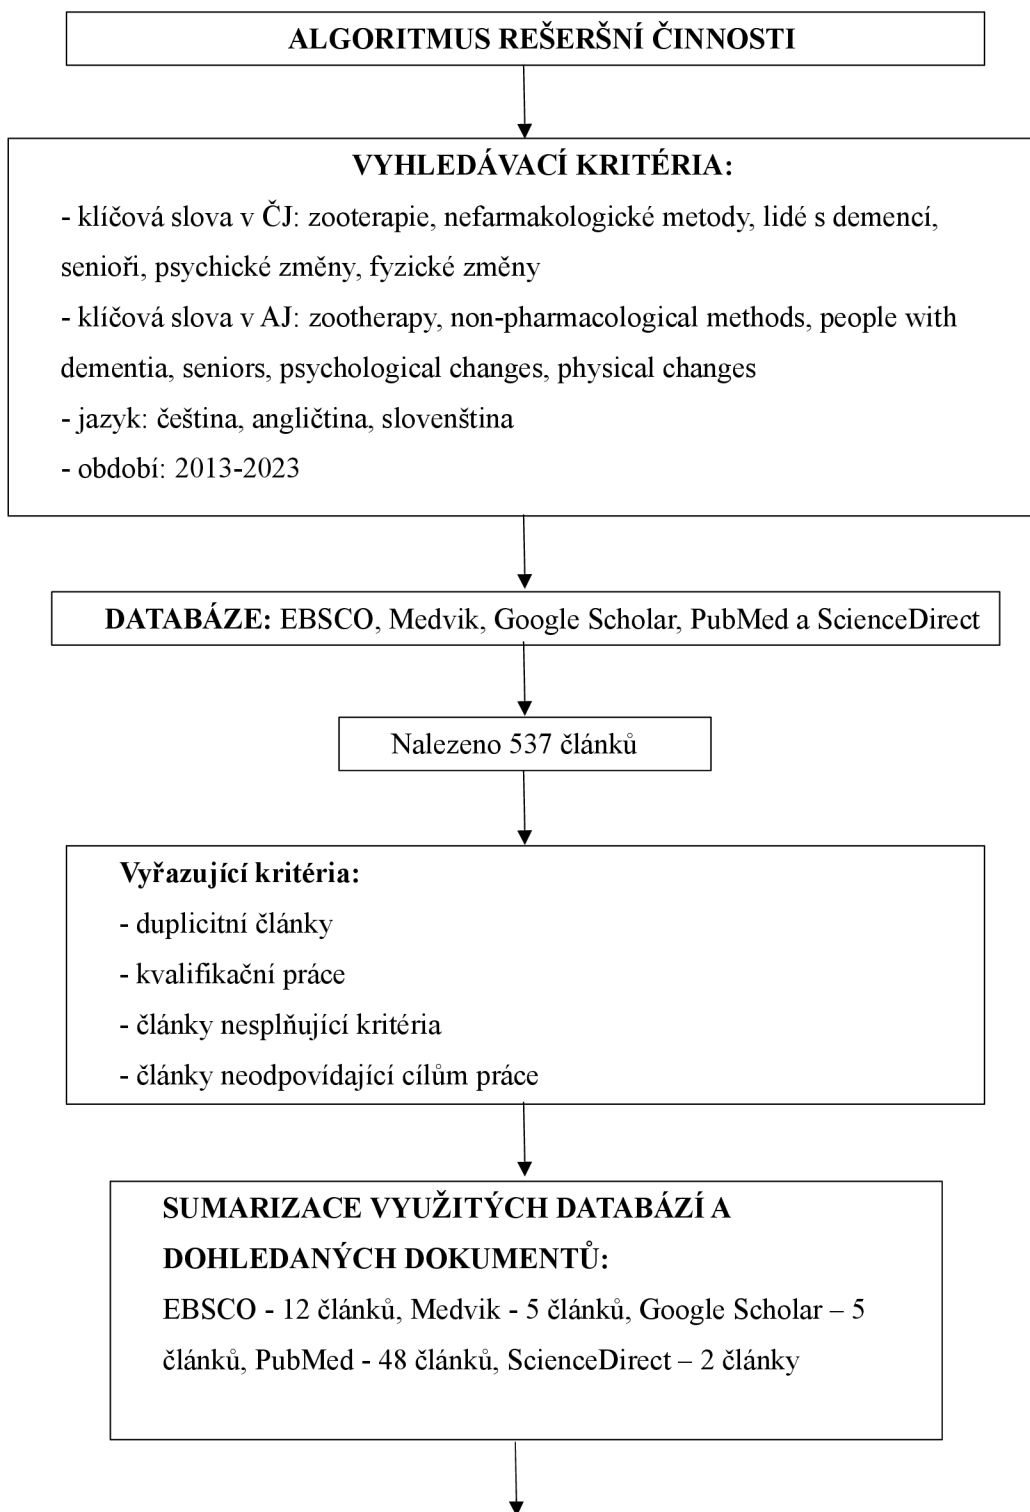 ALGORITMUS REŠERŠNÍ ČINNOSTI
VYHLEDÁVACÍ KRITÉRIA:
- klíčová slova v ČJ: zooterapie, nefarmakologické metody, lidé s demencí,
senioři, psychické změny, fyzické změny
- klíčová slova v AJ: zootherapy, non-pharmacological methods, people with
dementia, seniors, psychological changes, physical changes
- jazyk: čeština, angličtina, slovenština
- období: 2013-2023
DATABÁZE: EBSCO, Medvik, Google Scholar, PubMed a ScienceDirect
Nalezeno 537 článků
Vyřazující kritéria:
- duplicitní články
- kvalifikační práce
- články nesplňující kritéria
- články neodpovídající cílům práce
SUMARIZACE VYUŽITÝCH DATABÁZÍ A
DOHLEDANÝCH DOKUMENTŮ:
EBSCO - 12 článků, Medvik - 5 článků, Google Scholar – 5
článků, PubMed - 48 článků, ScienceDirect – 2 články